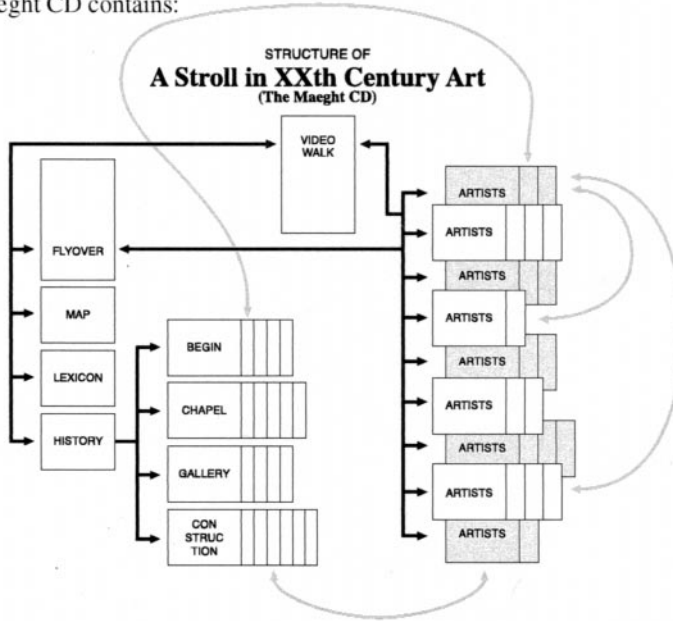 eght CD contains:
STRUCTURE OF
A Stroll in XXth Century Art
(The Maeght CD)
VIDEO
WALK
FLYOVER
MAP
LEXICON
HISTORY
BEGIN
CHAPEL
GALLERY
CON
STRUC
TION
ARTISTS
ARTISTS
ARTISTS
ARTISTS
ARTISTS
ARTISTS
ARTISTS
ARTISTS
ARTISTS